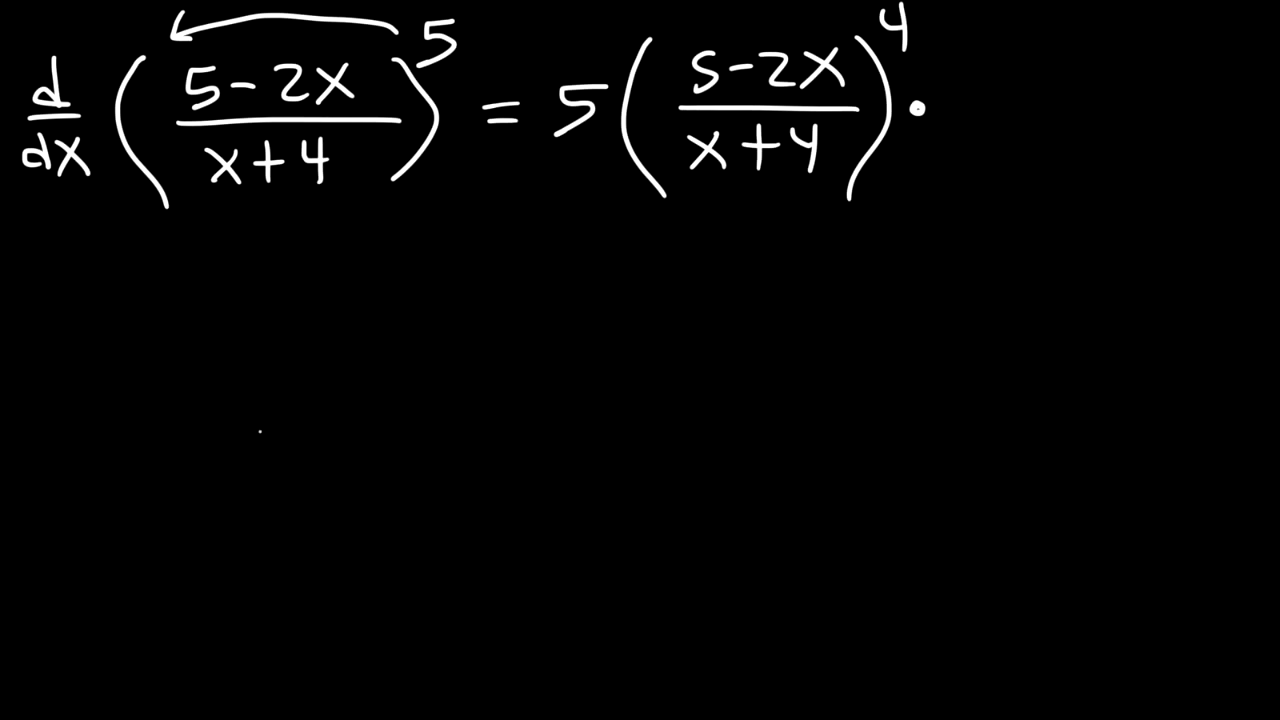 d/dx ((5-2x)/(x+4))^5 = 5((5-2x)/(x+4))^4 ·